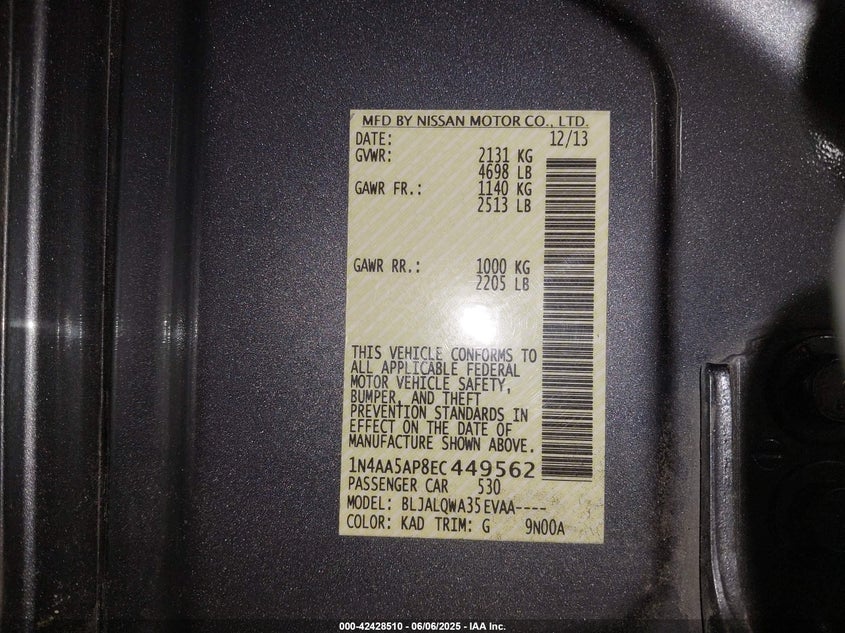 MFD BY NISSAN MOTOR CO., LTD.
DATE: 12/13
GVWR: 2131 KG
4698 LB
GAWR FR.: 1140 KG
2513 LB
GAWR RR.: 1000 KG
2205 LB
THIS VEHICLE CONFORMS TO
ALL APPLICABLE FEDERAL
MOTOR VEHICLE SAFETY,
BUMPER, AND THEFT
PREVENTION STANDARDS IN
EFFECT ON THE DATE OF
MANUFACTURE SHOWN ABOVE.
1N4AA5AP8EC449562
PASSENGER CAR 530
MODEL: BLJALQWA35EVAA----
COLOR: KAD TRIM: G 9N00A
000-42428510 - 06/06/2025 - IAA Inc.